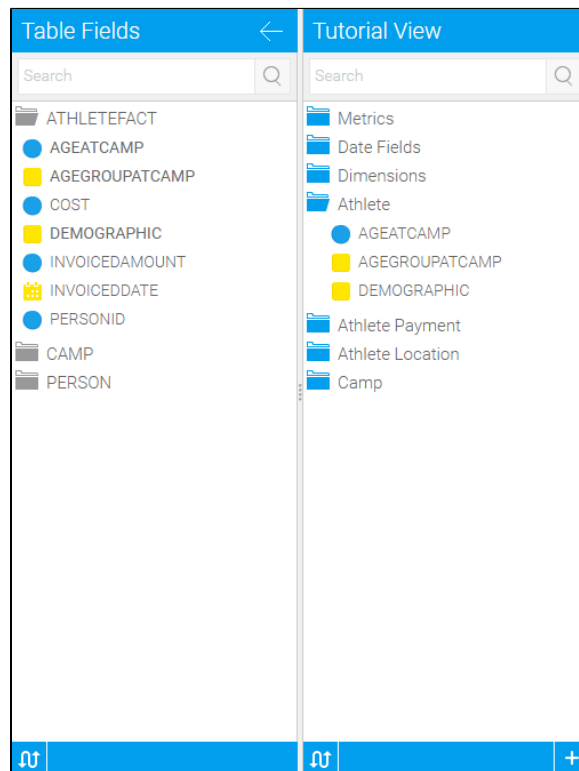 Table Fields
Search
ATHLETEFACT
AGEATCAMP
AGEGROUPATCAMP
COST
DEMOGRAPHIC
INVOICEDAMOUNT
INVOICEDDATE
PERSONID
CAMP
PERSON
Tutorial View
Search
Metrics
Date Fields
Dimensions
Athlete
AGEATCAMP
AGEGROUPATCAMP
DEMOGRAPHIC
Athlete Payment
Athlete Location
Camp